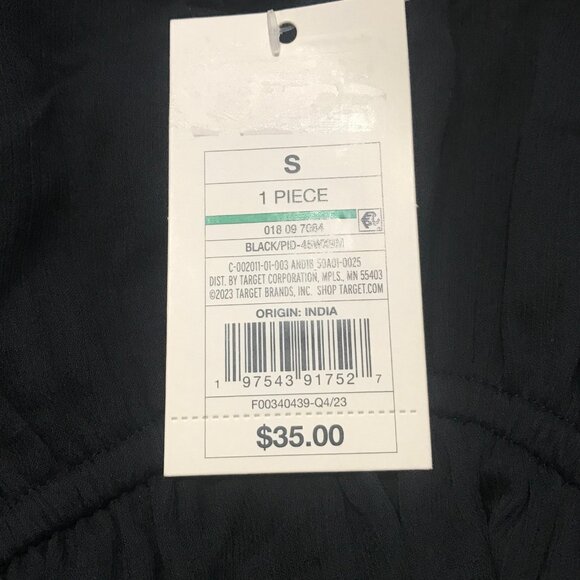 S
1 PIECE
018 09 7084
BLACK/PID-
C-002011-01-003 AND18 50A01-0025
DIST. BY TARGET CORPORATION, MPLS., MN 55403
©2023 TARGET BRANDS, INC. SHOP TARGET.COM
ORIGIN: INDIA
1 97543 91752 7
F00340439-Q4/23
$35.00